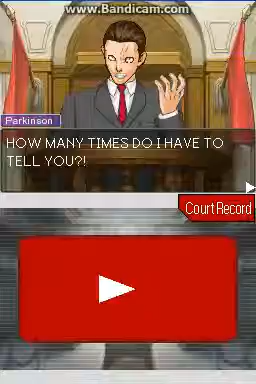 www.Bandicam.com
Parkinson
HOW MANY TIMES DO I HAVE TO
TELL YOU?!
Court Record